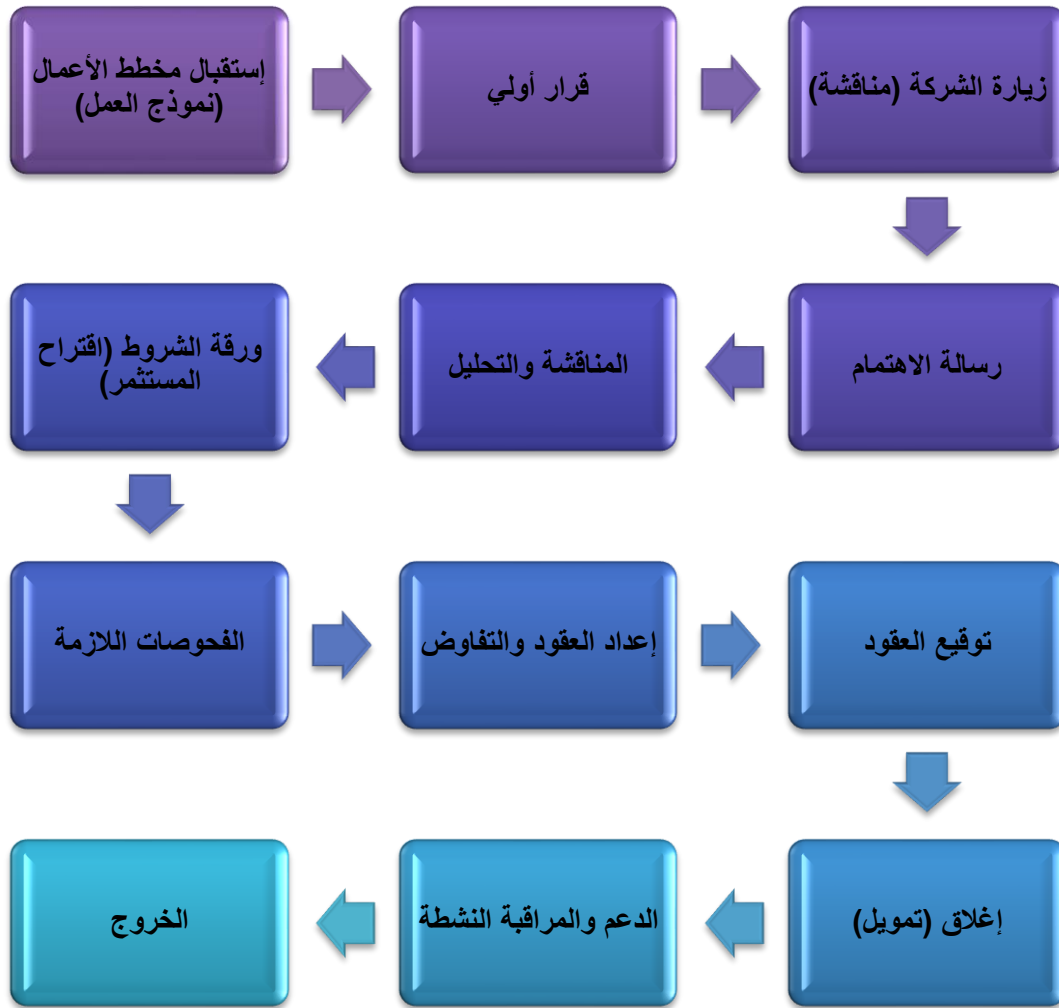 إستقبال مخطط الأعمال
(نموذج العمل)
قرار أولي
زيارة الشركة (مناقشة)
رسالة الاهتمام
المناقشة والتحليل
ورقة الشروط (اقتراح
المستثمر)
الفحوصات اللازمة
إعداد العقود والتفاوض
توقيع العقود
إغلاق (تمويل)
الدعم والمراقبة النشطة
الخروج